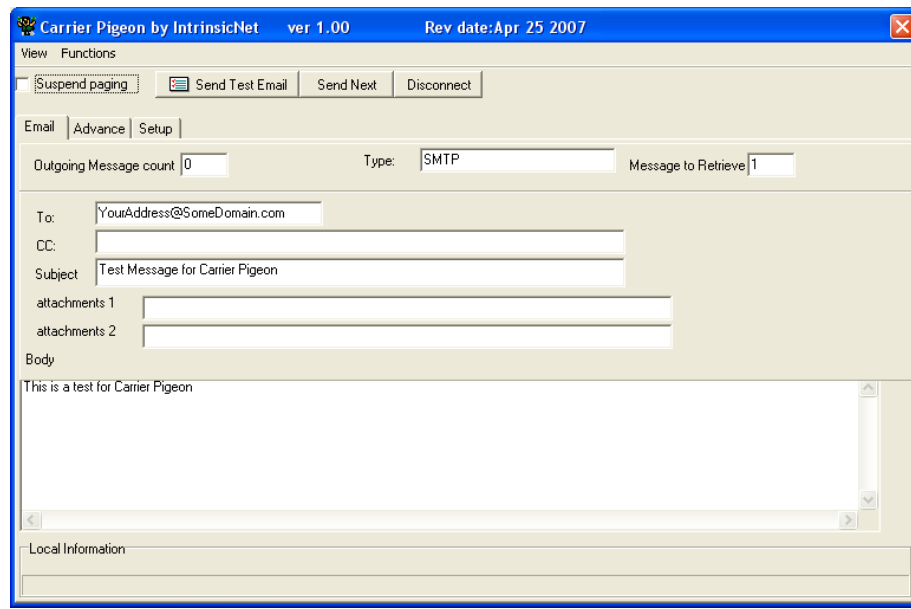 Carrier Pigeon by IntrinsicNet ver 1.00 Rev date:Apr 25 2007
View Functions
Suspend paging Send Test Email Send Next Disconnect
Email Advance Setup
Outgoing Message count 0 Type: SMTP Message to Retrieve 1
To: YourAddress@SomeDomain.com
CC:
Subject Test Message for Carrier Pigeon
attachments 1
attachments 2
Body
This is a test for Carrier Pigeon
Local Information